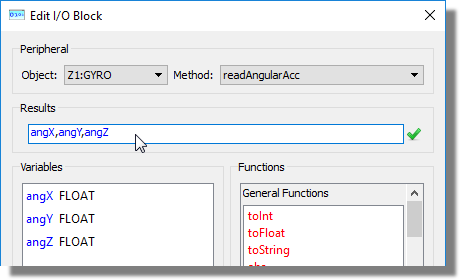 Edit I/O Block
Peripheral
Object: Z1:GYRO Method: readAngularAcc
Results
angX,angY,angZ
Variables
angX FLOAT
angY FLOAT
angZ FLOAT
Functions
General Functions
toInt
toFloat
toString